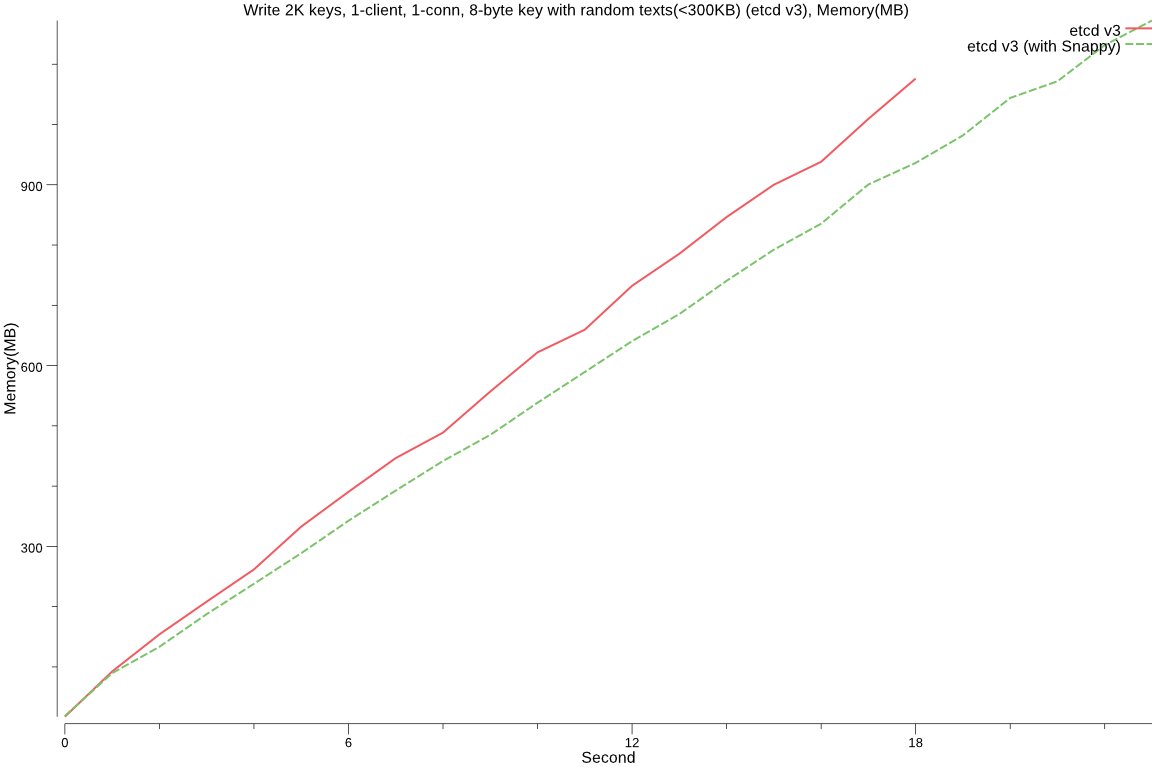 Write 2K keys, 1-client, 1-conn, 8-byte key with random texts(<300KB) (etcd v3), Memory(MB)
etcd v3
etcd v3 (with Snappy)
900
600
300
Memory(MB)
0
6
12
18
Second